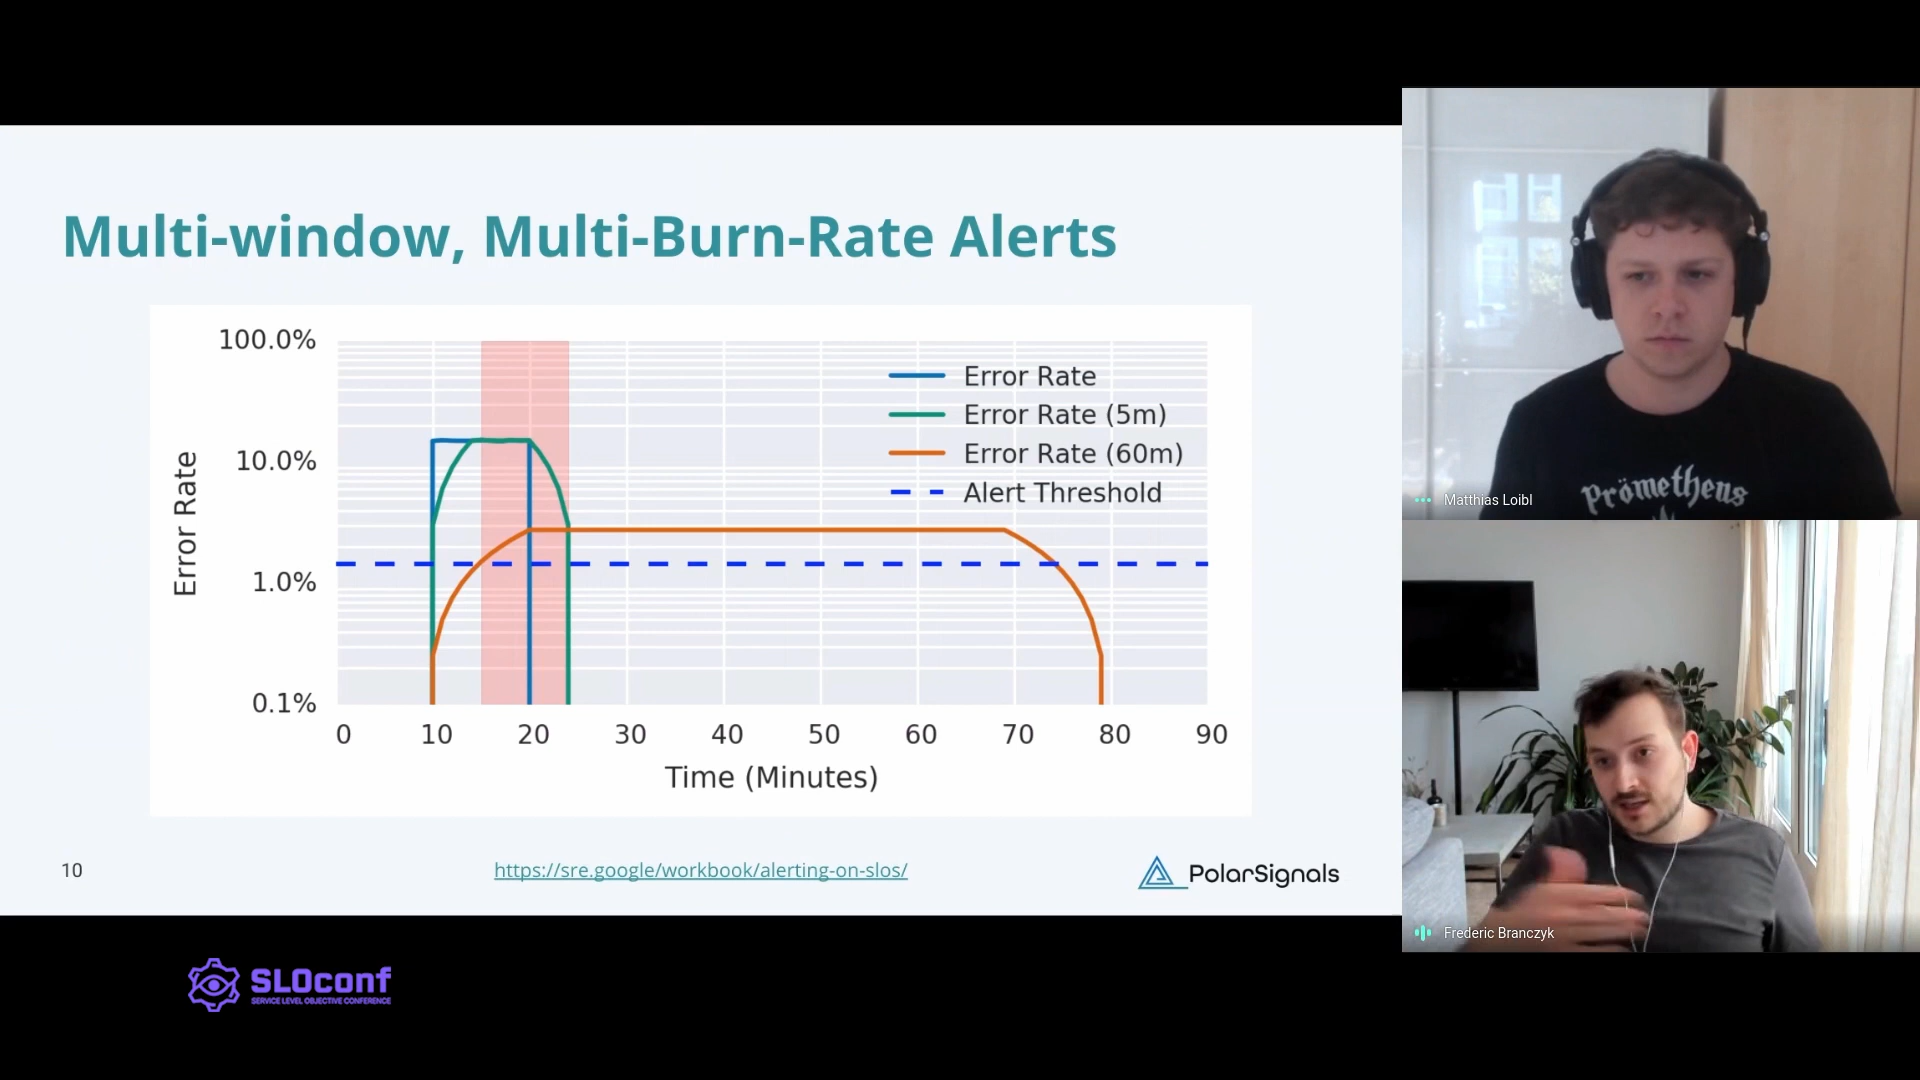 Multi-window, Multi-Burn-Rate Alerts
100.0%
10.0%
1.0%
0.1%
Error Rate
Error Rate
Error Rate (5m)
Error Rate (60m)
Alert Threshold
0 10 20 30 40 50 60 70 80 90
Time (Minutes)
10
https://sre.google/workbook/alerting-on-slos/
PolarSignals
Prömetheus
Matthias Loibl
Frederic Branczyk
SLOconf
SERVICE LEVEL OBJECTIVE CONFERENCE